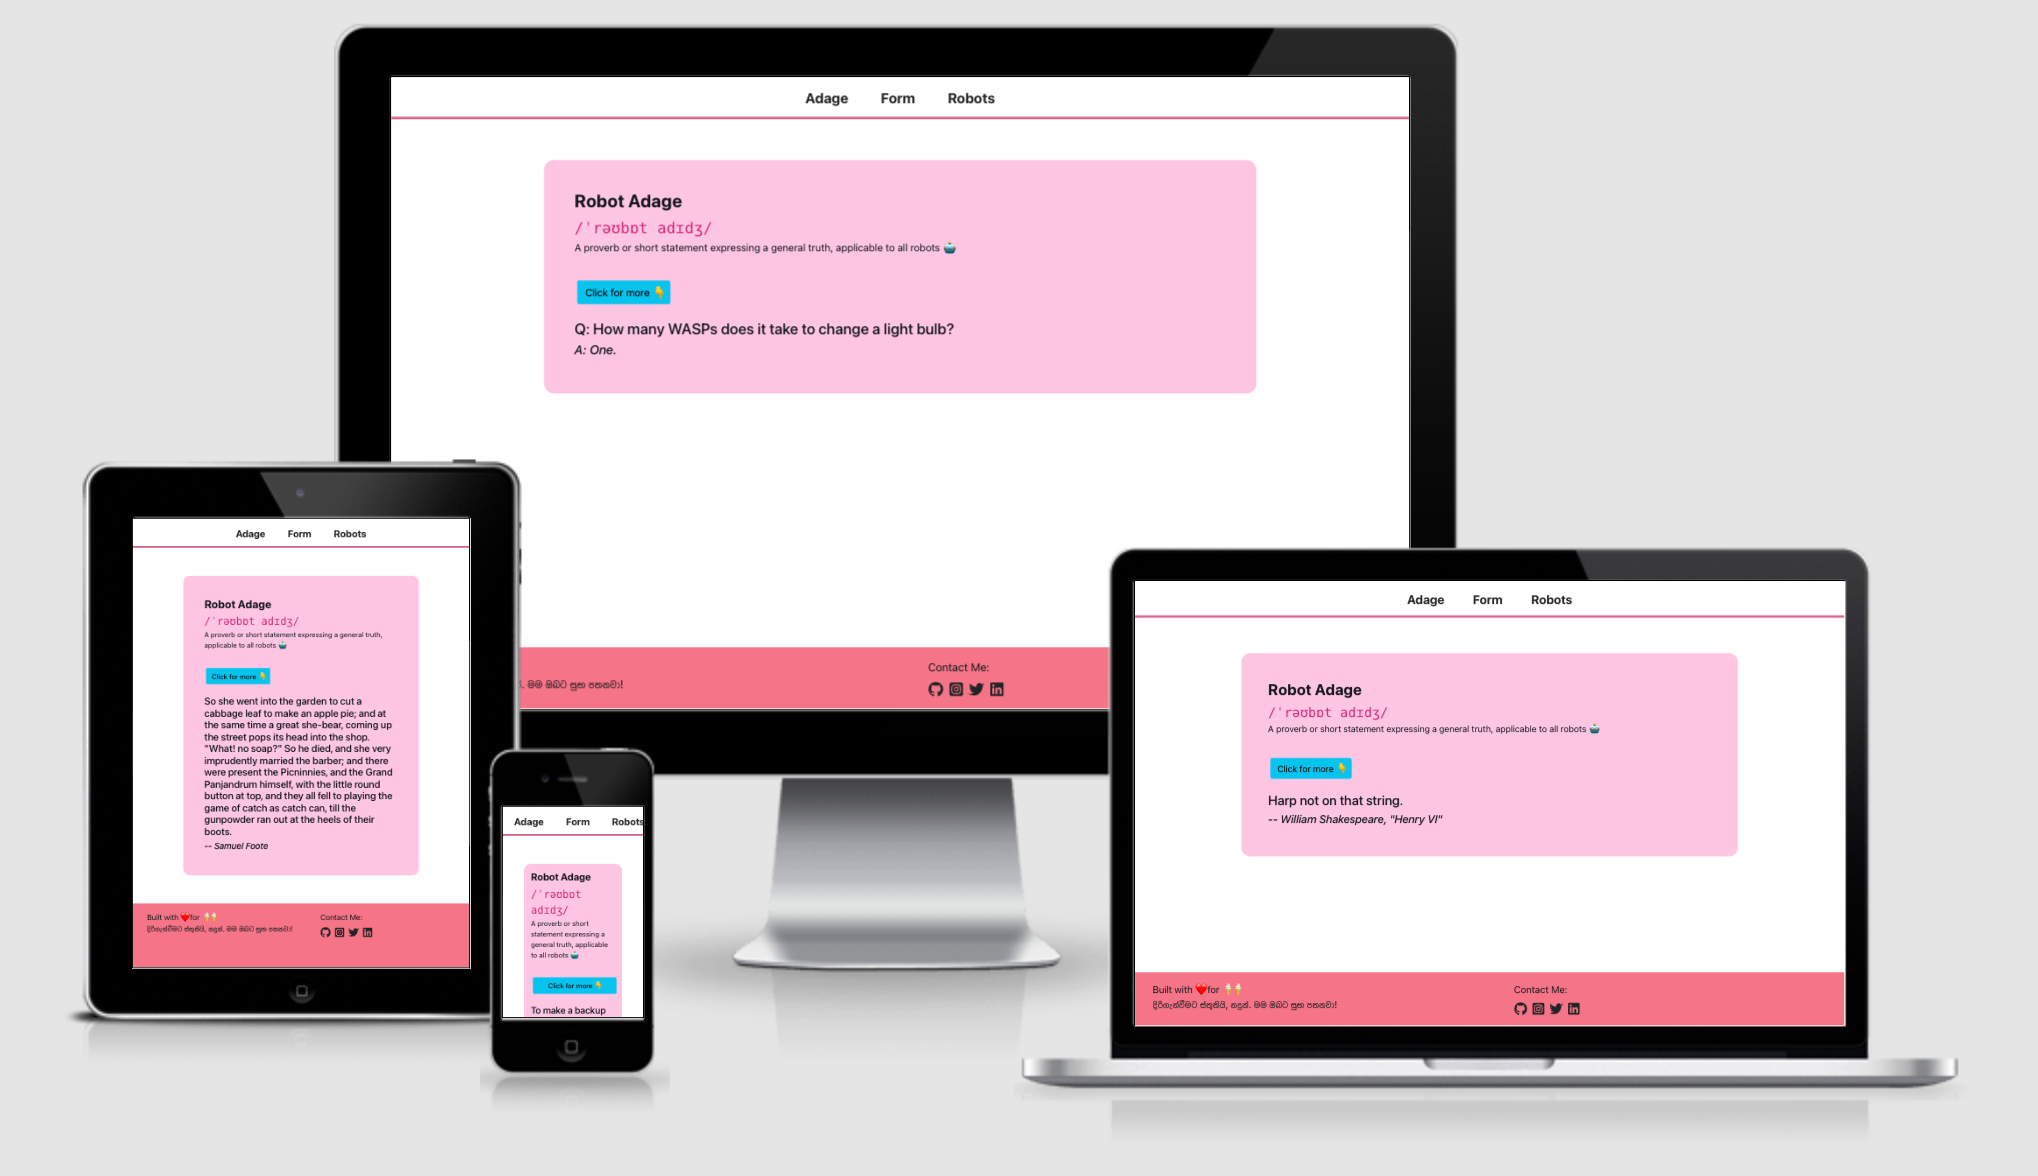 Adage Form Robots
Robot Adage
/ˈrəʊbɒt adɪdʒ/
A proverb or short statement expressing a general truth, applicable to all robots
Click for more 👇
Q: How many WASPs does it take to change a light bulb?
A: One.
Contact Me:
මම ඔබට සුභ පතනවා!
Adage Form Robots
Robot Adage
/ˈrəʊbɒt adɪdʒ/
A proverb or short statement expressing a general truth,
applicable to all robots
Click for more 👇
So she went into the garden to cut a
cabbage leaf to make an apple pie; and at
the same time a great she-bear, coming up
the street pops its head into the shop.
"What! no soap?" So he died, and she very
imprudently married the barber; and there
were present the Picninnies, and the Grand
Panjandrum himself, with the little round
button at top, and they all fell to playing the
game of catch as catch can, till the
gunpowder ran out at the heels of their
boots.
-- Samuel Foote
Built with ❤️for 🍦🍦
Contact Me:
දිරිගැන්වීමට ස්තූතියි, නදුන්. මම ඔබට සුභ පතනවා!
Adage Form Robots
Robot Adage
/ˈrəʊbɒt
adɪdʒ/
A proverb or short
statement expressing a
general truth, applicable
to all robots
Click for more 👇
To make a backup
Adage Form Robots
Robot Adage
/ˈrəʊbɒt adɪdʒ/
A proverb or short statement expressing a general truth, applicable to all robots
Click for more 👇
Harp not on that string.
-- William Shakespeare, "Henry VI"
Built with ❤️for 🍦🍦
Contact Me:
දිරිගැන්වීමට ස්තූතියි, නදුන්. මම ඔබට සුභ පතනවා!